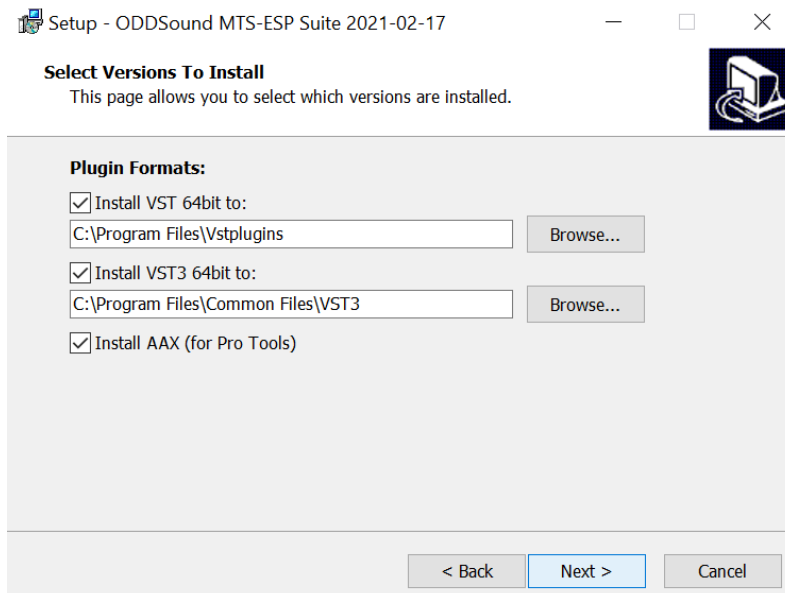 Setup - ODDSound MTS-ESP Suite 2021-02-17
Select Versions To Install
This page allows you to select which versions are installed.
Plugin Formats:
Install VST 64bit to:
C:\Program Files\Vstplugins
Browse...
Install VST3 64bit to:
C:\Program Files\Common Files\VST3
Browse...
Install AAX (for Pro Tools)
< Back Next > Cancel